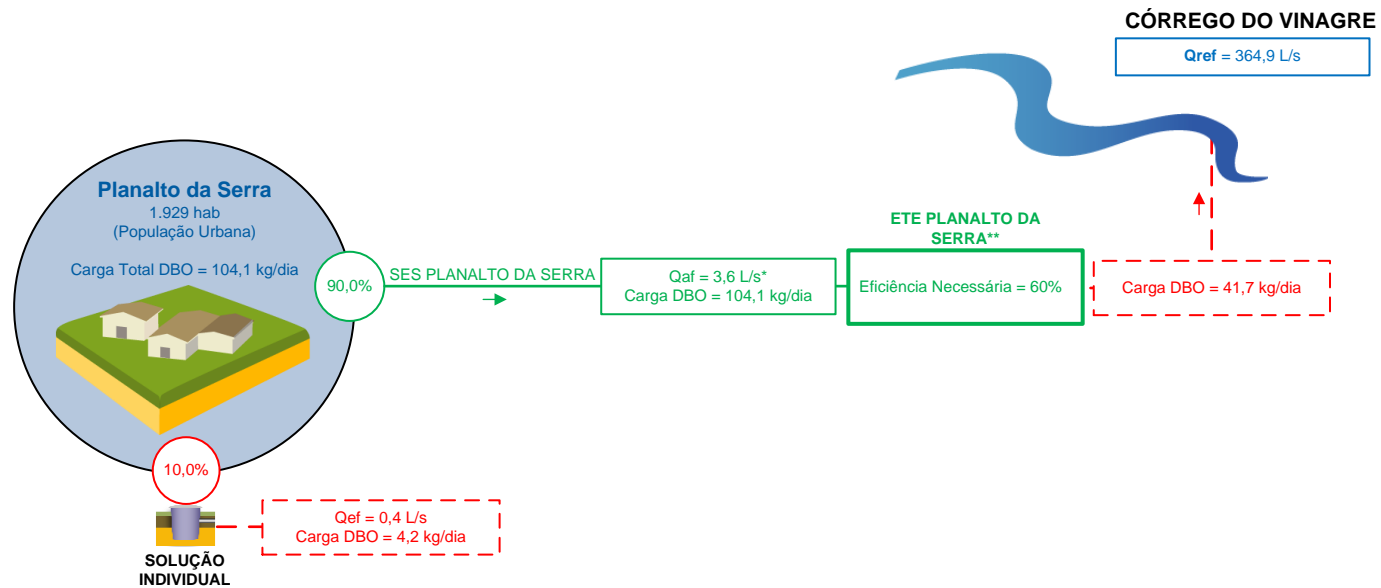 CÓRREGO DO VINAGRE
Qref = 364,9 L/s
Planalto da Serra
1.929 hab
(População Urbana)
Carga Total DBO = 104,1 kg/dia
90,0%
SES PLANALTO DA SERRA
Qaf = 3,6 L/s*
Carga DBO = 104,1 kg/dia
ETE PLANALTO DA
SERRA**
Eficiência Necessária = 60%
Carga DBO = 41,7 kg/dia
10,0%
Qef = 0,4 L/s
Carga DBO = 4,2 kg/dia
SOLUÇÃO
INDIVIDUAL